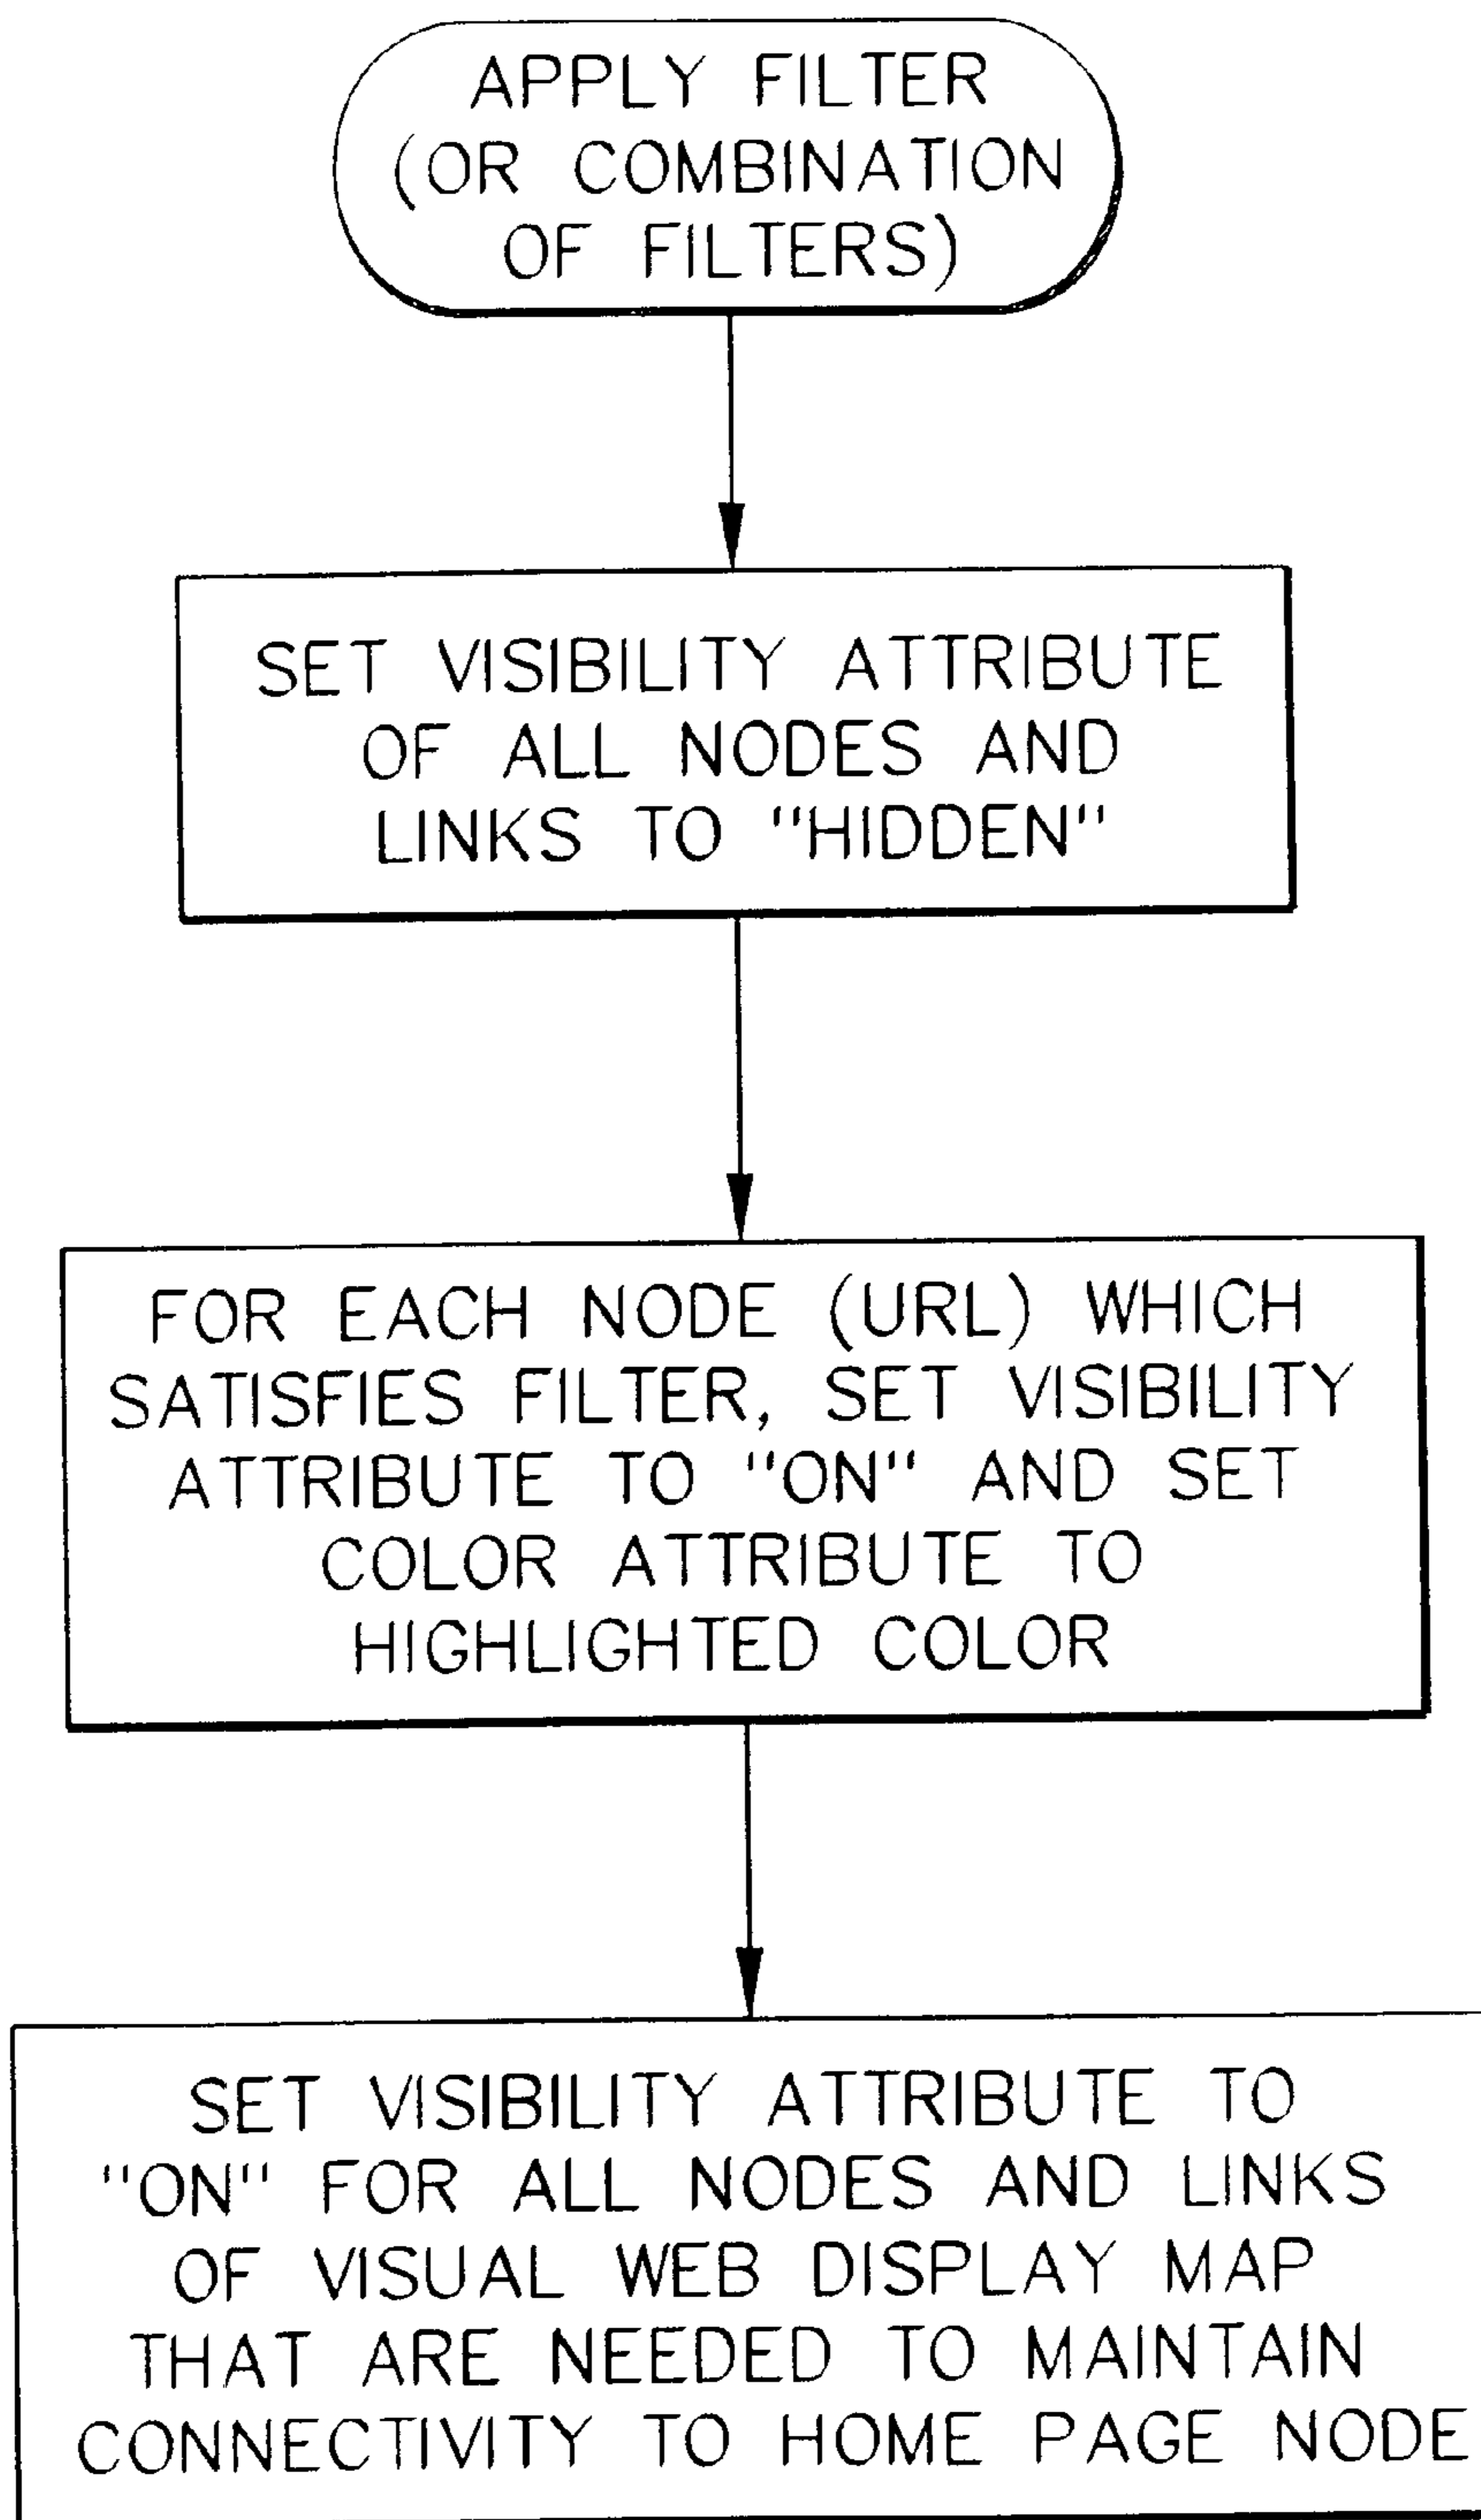 APPLY FILTER
(OR COMBINATION
OF FILTERS)
SET VISIBILITY ATTRIBUTE
OF ALL NODES AND
LINKS TO "HIDDEN"
FOR EACH NODE (URL) WHICH
SATISFIES FILTER, SET VISIBILITY
ATTRIBUTE TO "ON" AND SET
COLOR ATTRIBUTE TO
HIGHLIGHTED COLOR
SET VISIBILITY ATTRIBUTE TO
"ON" FOR ALL NODES AND LINKS
OF VISUAL WEB DISPLAY MAP
THAT ARE NEEDED TO MAINTAIN
CONNECTIVITY TO HOME PAGE NODE